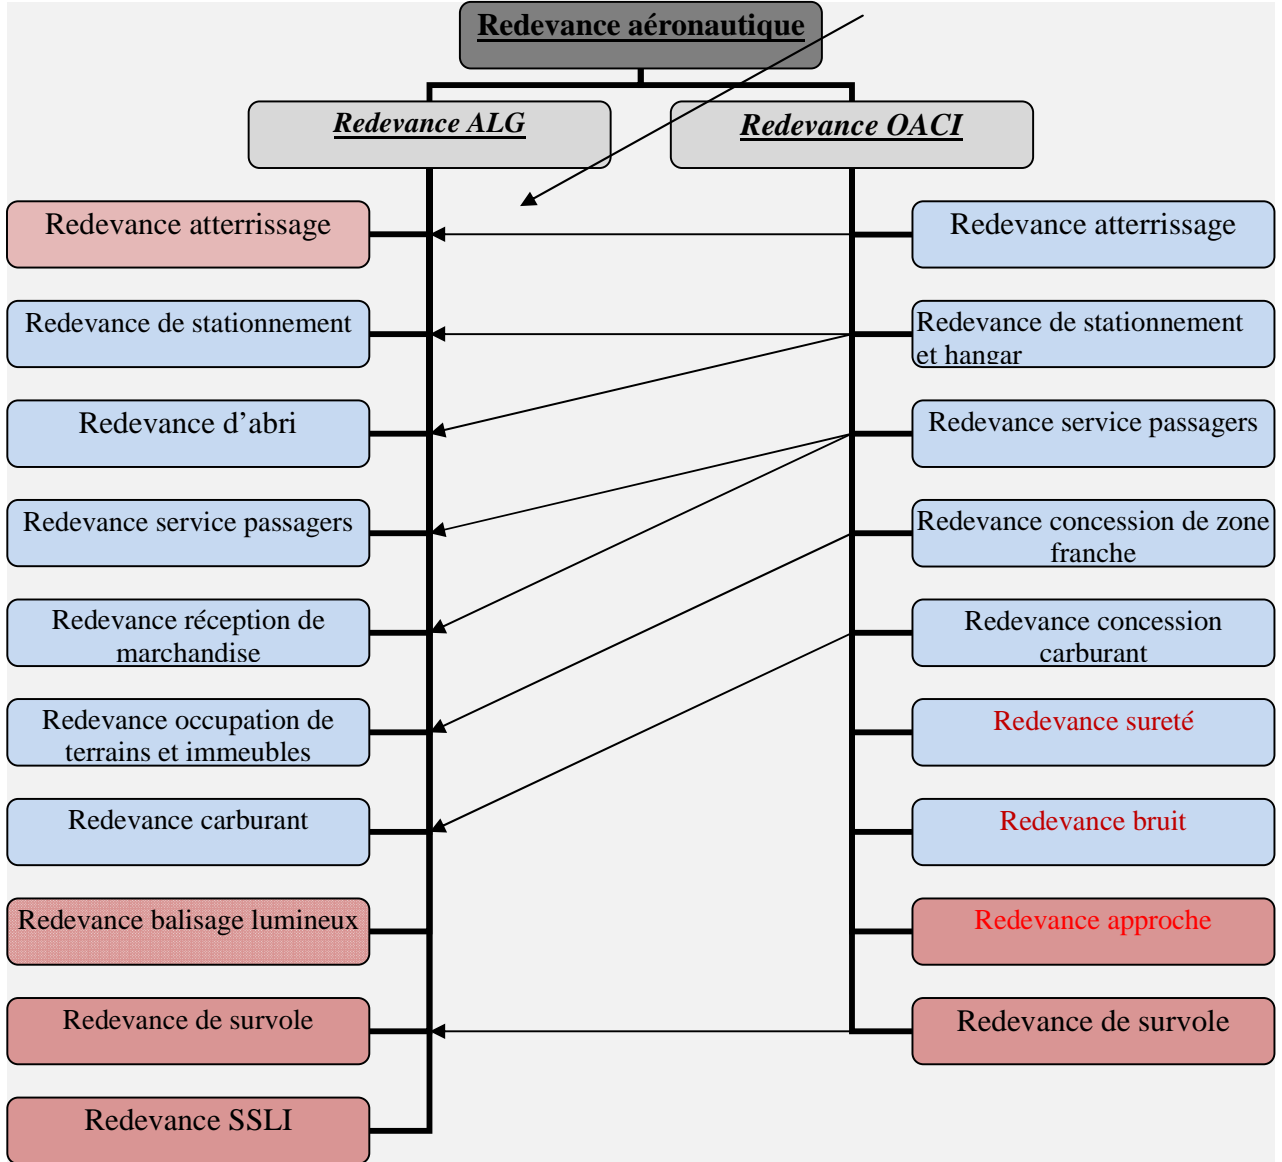 Redevance aéronautique
Redevance ALG
Redevance OACI
Redevance atterrissage
Redevance de stationnement
Redevance d’abri
Redevance service passagers
Redevance réception de
marchandise
Redevance occupation de
terrains et immeubles
Redevance carburant
Redevance balisage lumineux
Redevance de survole
Redevance SSLI
Redevance atterrissage
Redevance de stationnement
et hangar
Redevance service passagers
Redevance concession de zone
franche
Redevance concession
carburant
Redevance sureté
Redevance bruit
Redevance approche
Redevance de survole